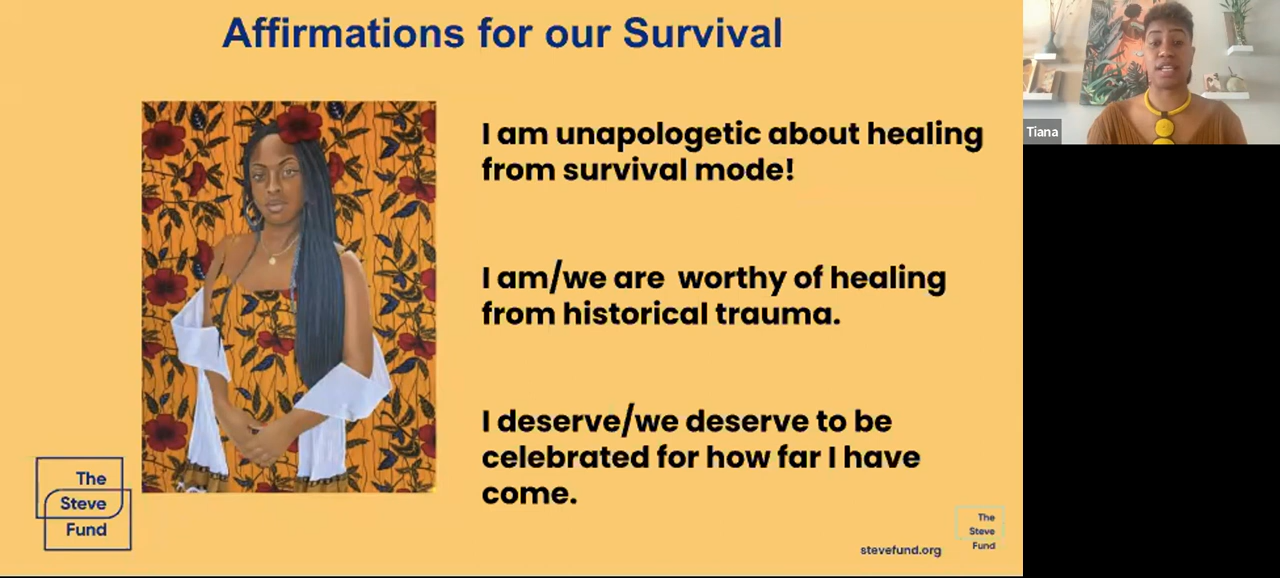 Affirmations for our Survival
I am unapologetic about healing
from survival mode!
I am/we are worthy of healing
from historical trauma.
I deserve/we deserve to be
celebrated for how far I have
come.
The
Steve
Fund
stevefund.org
The
Steve
Fund
Tiana